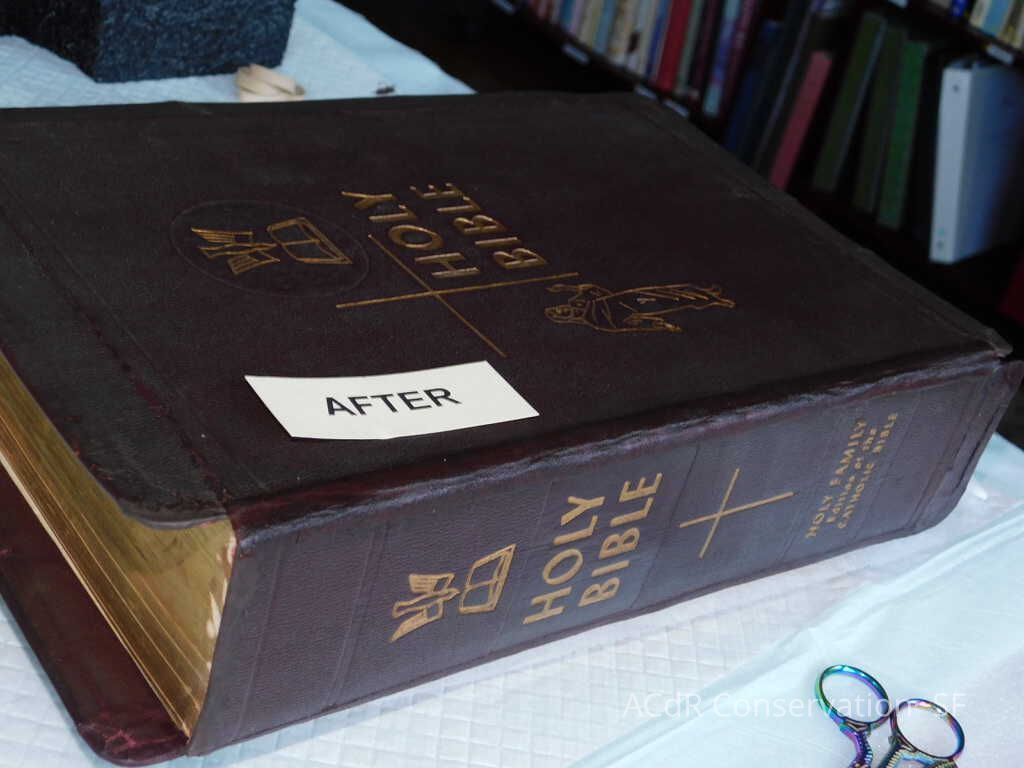 HOLY
BIBLE
AFTER
HOLY
BIBLE
HOLY FAMILY
Edition of the
CATHOLIC BIBLE
ACdR Conservation -SF